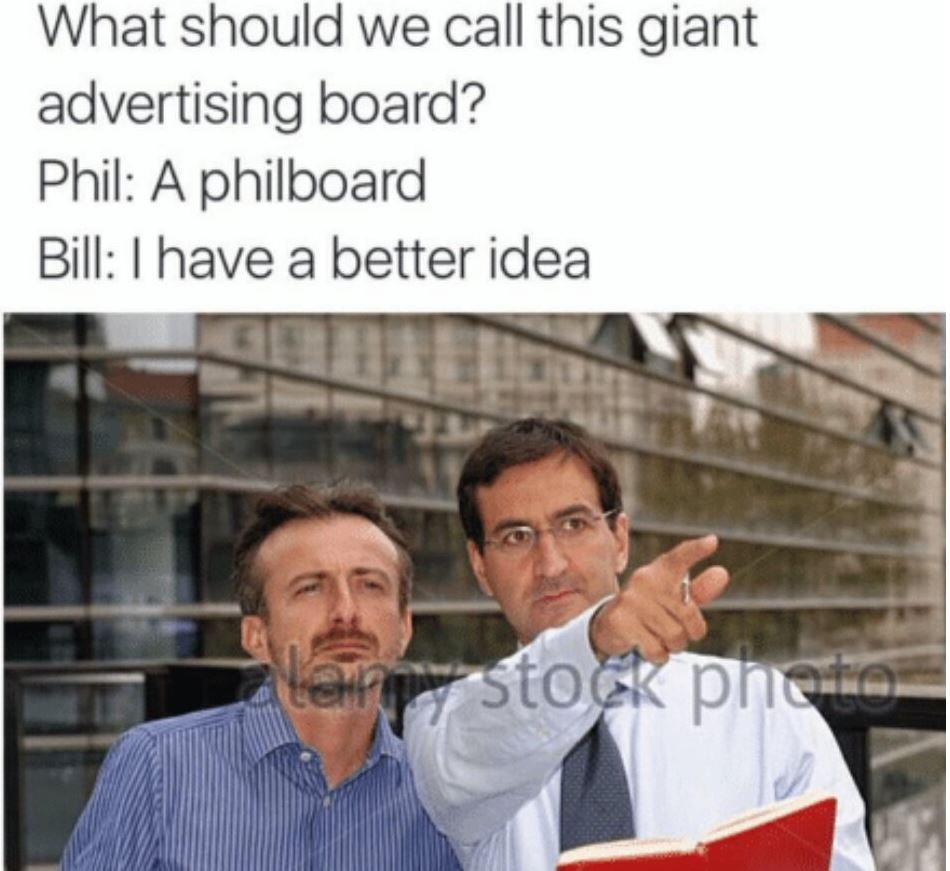 What should we call this giant
advertising board?
Phil: A philboard
Bill: I have a better idea
alamy stock photo